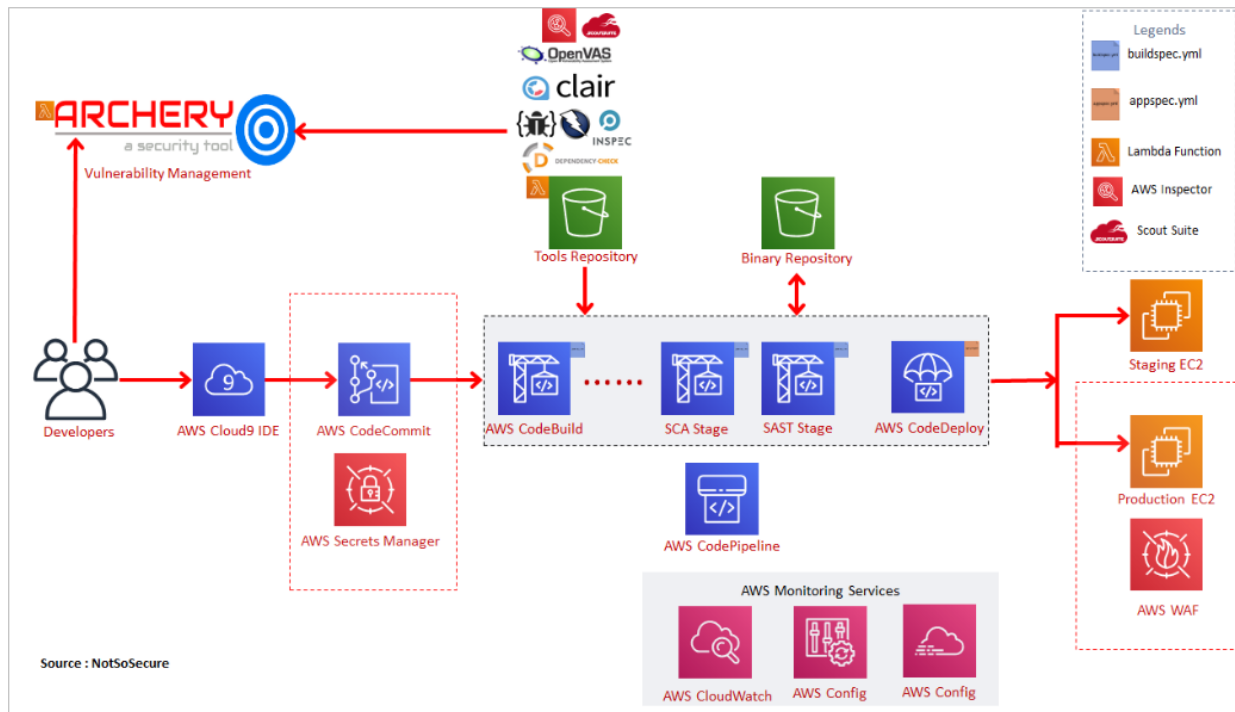 Legends
buildspec.yml
appspec.yml
Lambda Function
AWS Inspector
SCOUTSUITE
Scout Suite
SCOUTSUITE
OpenVAS
clair
INSPEC
DEPENDENCY-CHECK
ARCHERY
a security tool
Vulnerability Management
Tools Repository
Binary Repository
Developers
9
AWS Cloud9 IDE
AWS CodeCommit
AWS Secrets Manager
AWS CodeBuild
SCA Stage
SAST Stage
AWS CodeDeploy
AWS CodePipeline
Staging EC2
Production EC2
AWS WAF
AWS Monitoring Services
AWS CloudWatch
AWS Config
AWS Config
Source : NotSoSecure